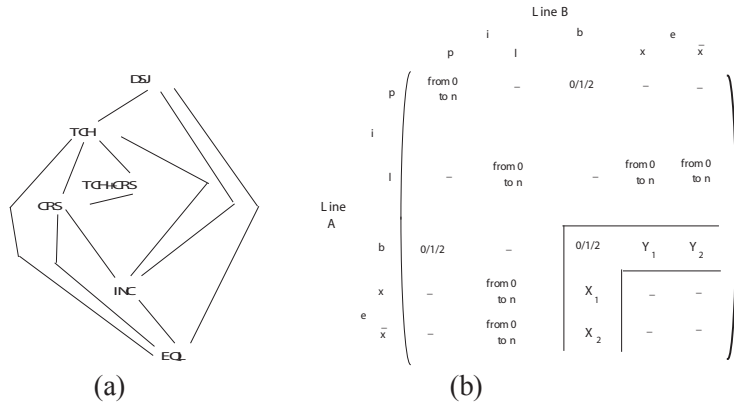 DSJ
TCH
TCH+CRS
CRS
INC
EQL
(a)
Line B
i b e
p l x x̄
p from 0 to n – 0/1/2 – –
i
l – from 0 to n – from 0 to n from 0 to n
Line A
b 0/1/2 – 0/1/2 Y1 Y2
x – from 0 to n X1 – –
e
x̄ – from 0 to n X2 – –
(b)